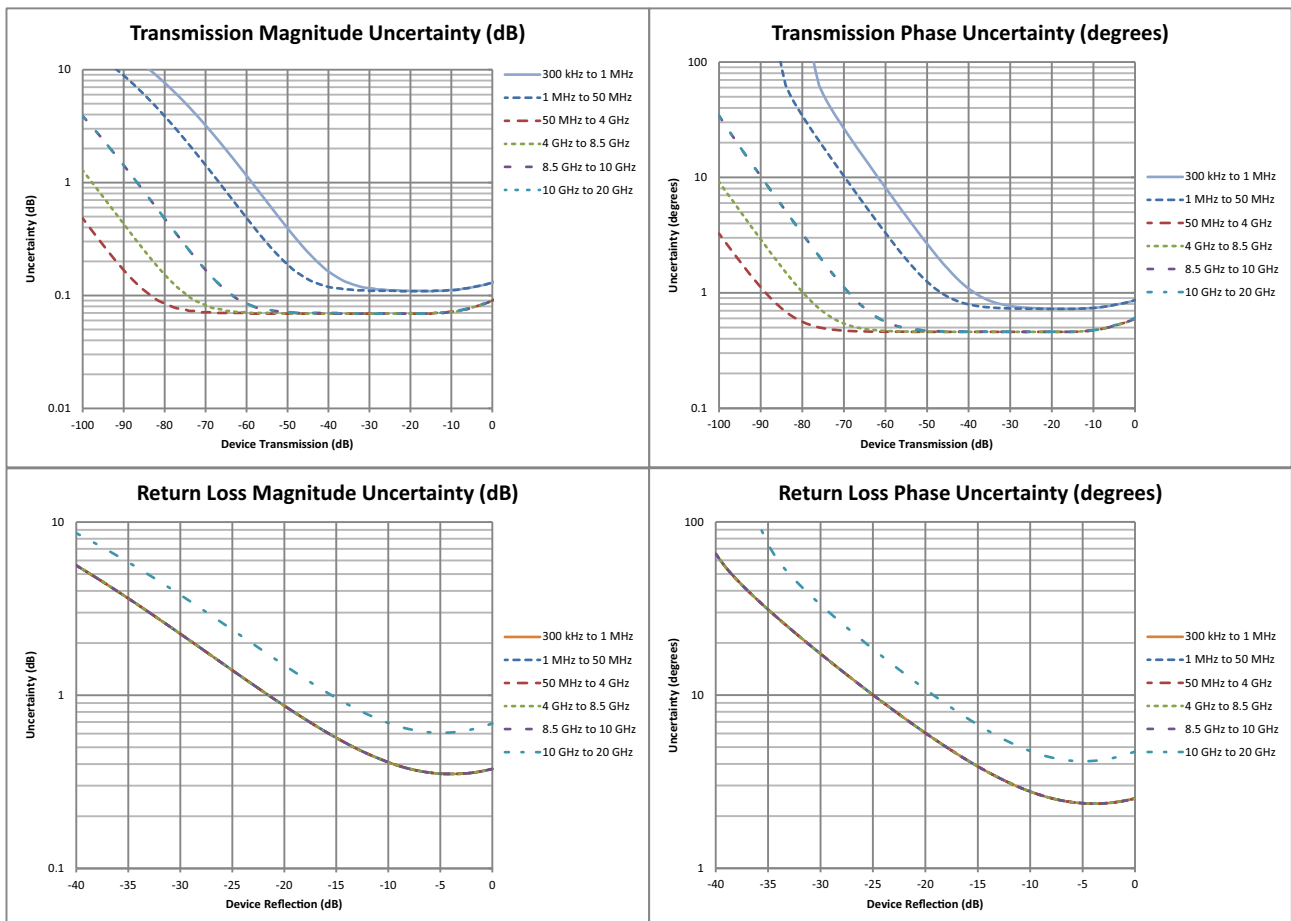 Transmission Magnitude Uncertainty (dB)
10
1
0.1
0.01
Uncertainty (dB)
-100 -90 -80 -70 -60 -50 -40 -30 -20 -10 0
Device Transmission (dB)
300 kHz to 1 MHz
1 MHz to 50 MHz
50 MHz to 4 GHz
4 GHz to 8.5 GHz
8.5 GHz to 10 GHz
10 GHz to 20 GHz
Transmission Phase Uncertainty (degrees)
100
10
1
0.1
Uncertainty (degrees)
-100 -90 -80 -70 -60 -50 -40 -30 -20 -10 0
Device Transmission (dB)
300 kHz to 1 MHz
1 MHz to 50 MHz
50 MHz to 4 GHz
4 GHz to 8.5 GHz
8.5 GHz to 10 GHz
10 GHz to 20 GHz
Return Loss Magnitude Uncertainty (dB)
10
1
0.1
Uncertainty (dB)
-40 -35 -30 -25 -20 -15 -10 -5 0
Device Reflection (dB)
300 kHz to 1 MHz
1 MHz to 50 MHz
50 MHz to 4 GHz
4 GHz to 8.5 GHz
8.5 GHz to 10 GHz
10 GHz to 20 GHz
Return Loss Phase Uncertainty (degrees)
100
10
1
Uncertainty (degrees)
-40 -35 -30 -25 -20 -15 -10 -5 0
Device Reflection (dB)
300 kHz to 1 MHz
1 MHz to 50 MHz
50 MHz to 4 GHz
4 GHz to 8.5 GHz
8.5 GHz to 10 GHz
10 GHz to 20 GHz